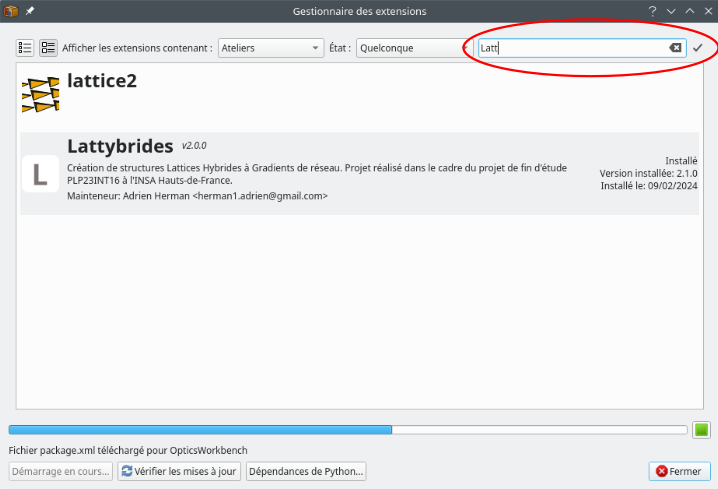 Gestionnaire des extensions
Afficher les extensions contenant : Ateliers État : Quelconque Latt
lattice2
Lattybrides v2.0.0
L
Création de structures Lattices Hybrides à Gradients de réseau. Projet réalisé dans le cadre du projet de fin d'étude
PLP23INT16 à l'INSA Hauts-de-France.
Mainteneur: Adrien Herman <herman1.adrien@gmail.com>
Installé
Version installée: 2.1.0
Installé le: 09/02/2024
Fichier package.xml téléchargé pour OpticsWorkbench
Démarrage en cours... Vérifier les mises à jour Dépendances de Python... Fermer